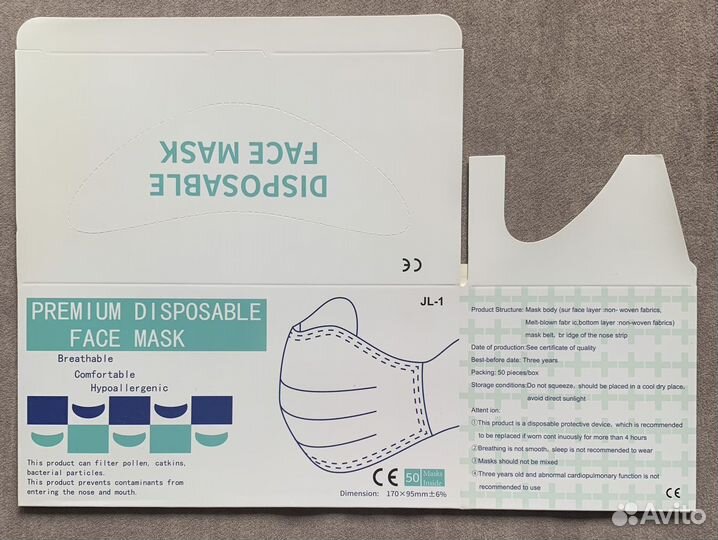 DISPOSABLE
FACE MASK
CE
PREMIUM DISPOSABLE
FACE MASK
Breathable
Comfortable
Hypoallergenic
This product can filter pollen, catkins,
bacterial particles.
This product prevents contaminants from
entering the nose and mouth.
JL-1
CE 50 Masks
Inside
Dimension: 170×95mm±6%
Product Structure: Mask body (sur face layer :non- woven fabrics,
Melt-blown fabr ic,bottom layer :non-woven fabrics)
mask belt, br idge of the nose strip
Date of production:See certificate of quality
Best-before date: Three years
Packing: 50 pieces/box
Storage conditions:Do not squeeze, should be placed in a cool dry place,
avoid direct sunlight
Attent ion:
①This product is a disposable protective device, which is recommended
to be replaced if worn cont inuously for more than 4 hours
②Breathing is not smooth, sleep is not recommended to wear
③Masks should not be mixed
④Three years old and abnormal cardiopulmonary function is not
recommended to use
CE
Avito